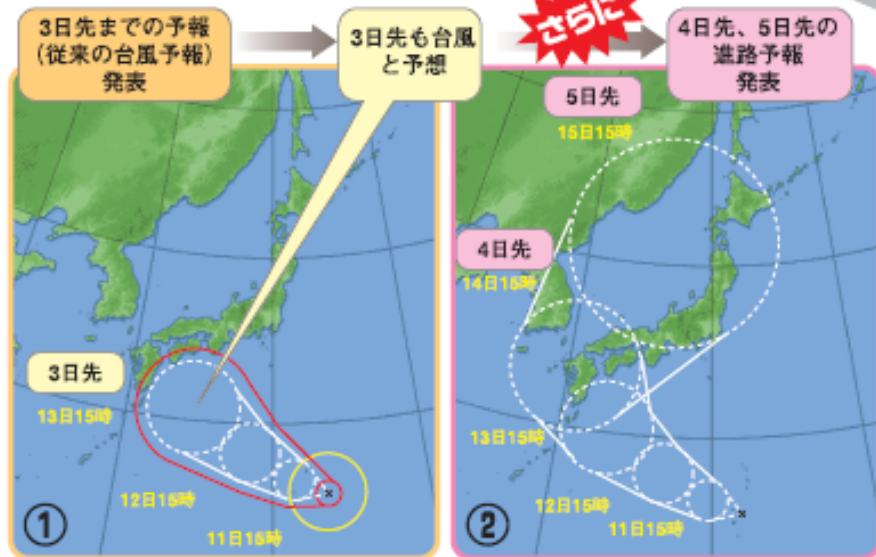 3日先までの予報
(従来の台風予報)
発表
3日先も台風
と予想
さらに
4日先、5日先の
進路予報
発表
3日先
13日15時
12日15時
11日15時
①
5日先
15日15時
4日先
14日15時
13日15時
12日15時
11日15時
②